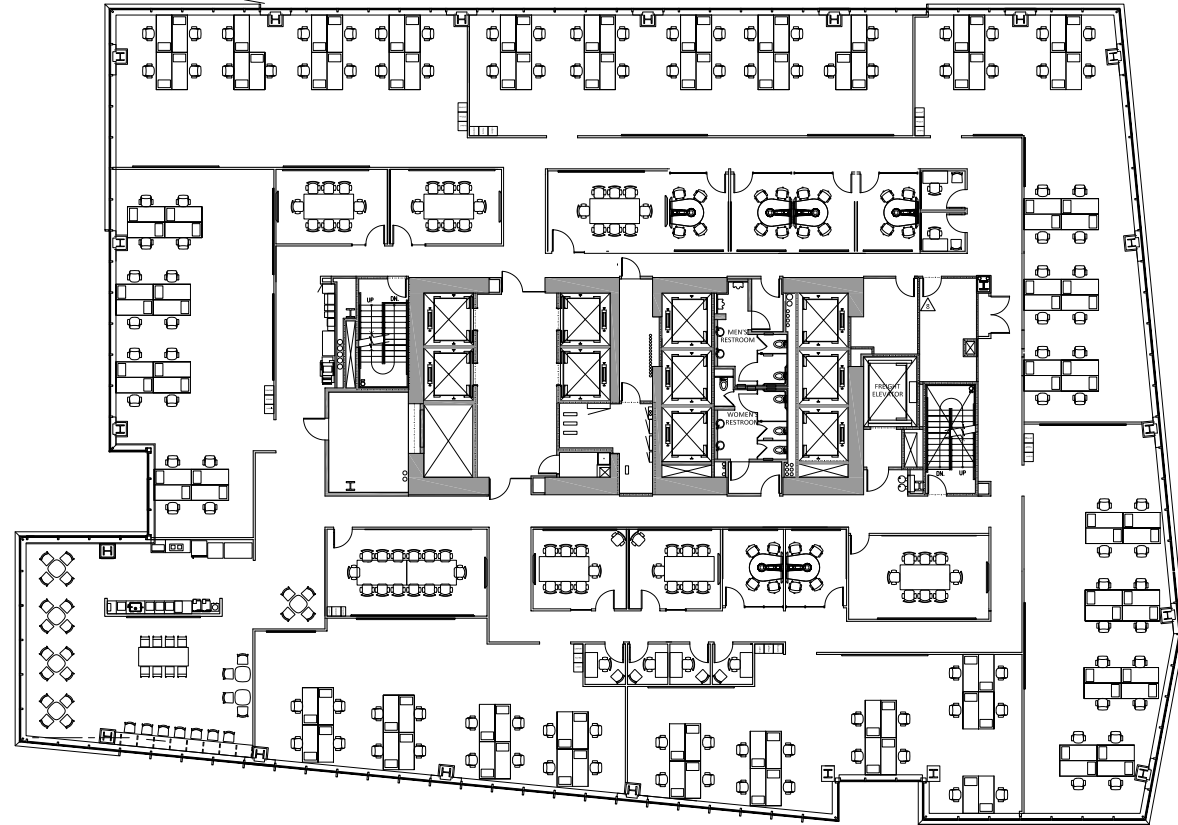 UP
DN.
MEN'S
RESTROOM
WOMEN'S
RESTROOM
FREIGHT
ELEVATOR
DN.
UP